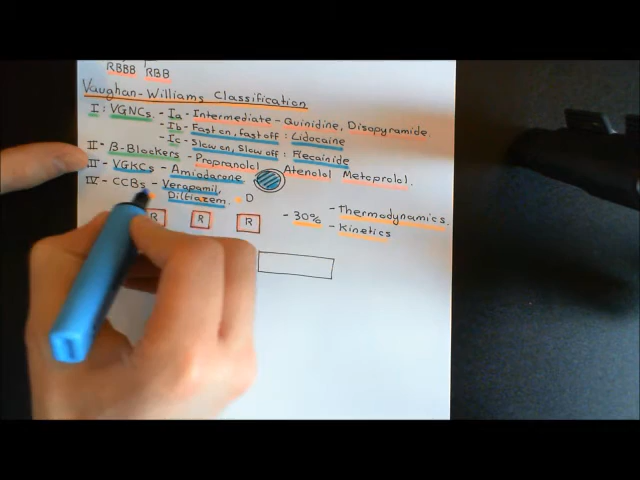 RBBB RBB
Vaughan-Williams Classification
I: VGNCs. - Ia - Intermediate - Quinidine, Disopyramide.
- Ib - Fast on, fast off: Lidocaine
- Ic - Slow on, Slow off: Flecainide
II - β-Blockers - Propranolol Atenolol Metoprolol.
III - VGKCs - Amiodarone
IV - CCBs - Verapamil,
Diltiazem. D
R R R - 30% - Thermodynamics.
- Kinetics